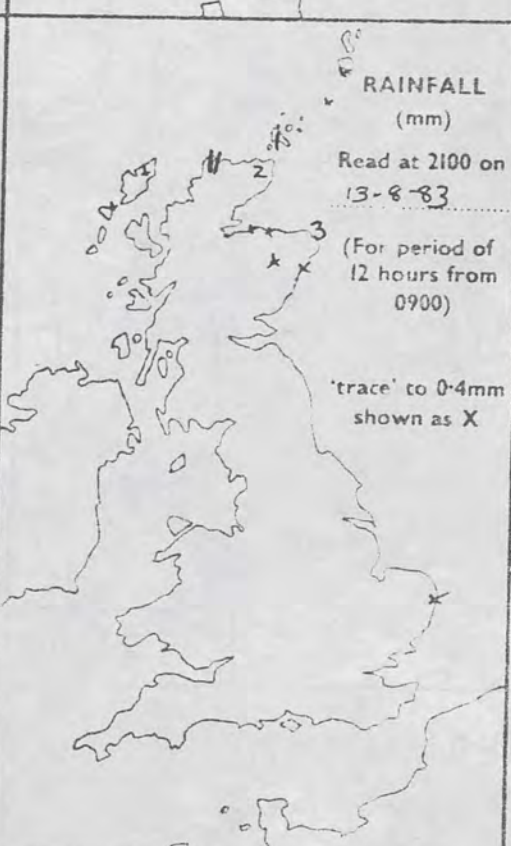 RAINFALL
(mm)
Read at 2100 on
13-8-83
(For period of
12 hours from
0900)
'trace' to 0·4mm
shown as X
11
2
3